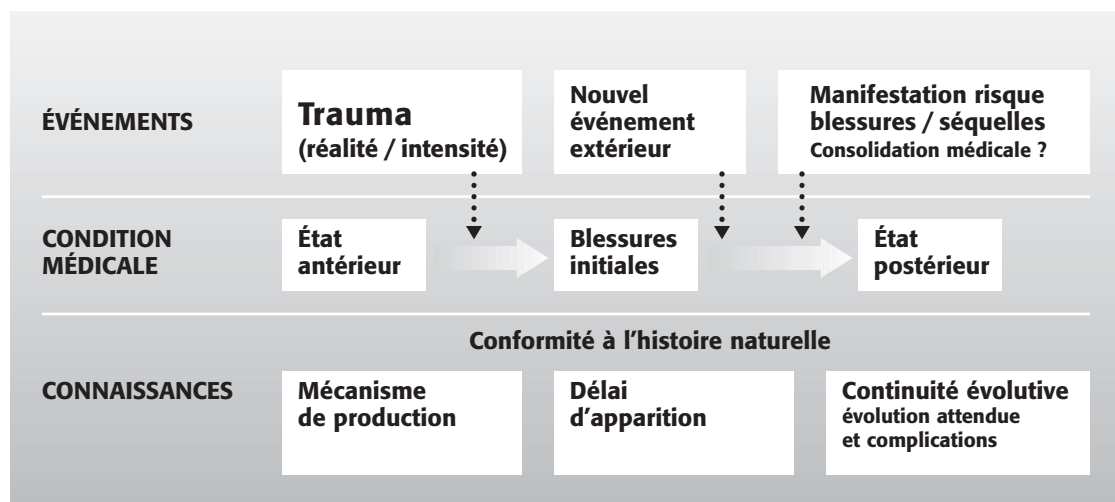 ÉVÉNEMENTS
Trauma
(réalité / intensité)
Nouvel
événement
extérieur
Manifestation risque
blessures / séquelles
Consolidation médicale ?
CONDITION
MÉDICALE
État
antérieur
Blessures
initiales
État
postérieur
Conformité à l’histoire naturelle
CONNAISSANCES
Mécanisme
de production
Délai
d’apparition
Continuité évolutive
évolution attendue
et complications